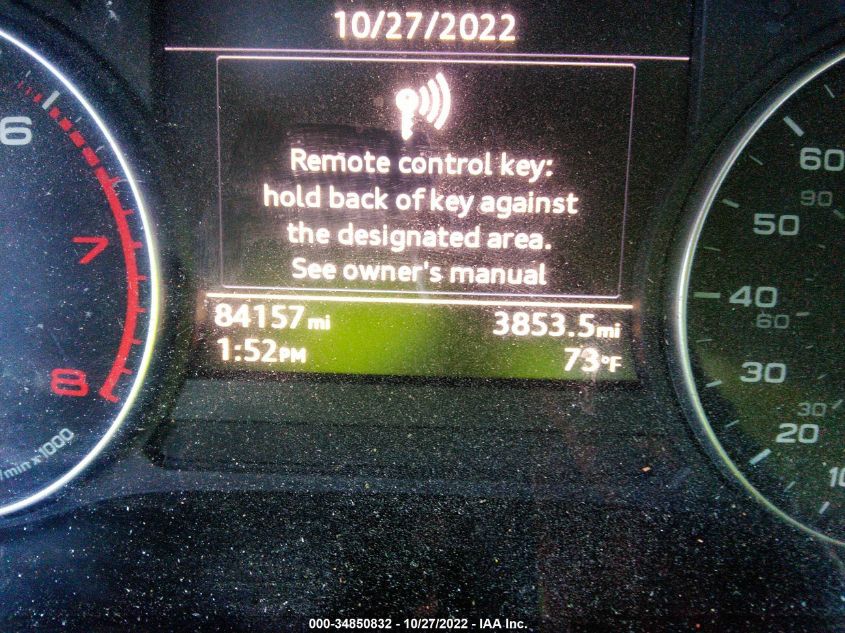 10/27/2022
Remote control key:
hold back of key against
the designated area.
See owner's manual
84157 mi 3853.5 mi
1:52 PM 73 °F
6
7
8
/min x 1000
60
90
50
40
60
30
30
20
10
000-34850832 - 10/27/2022 - IAA Inc.